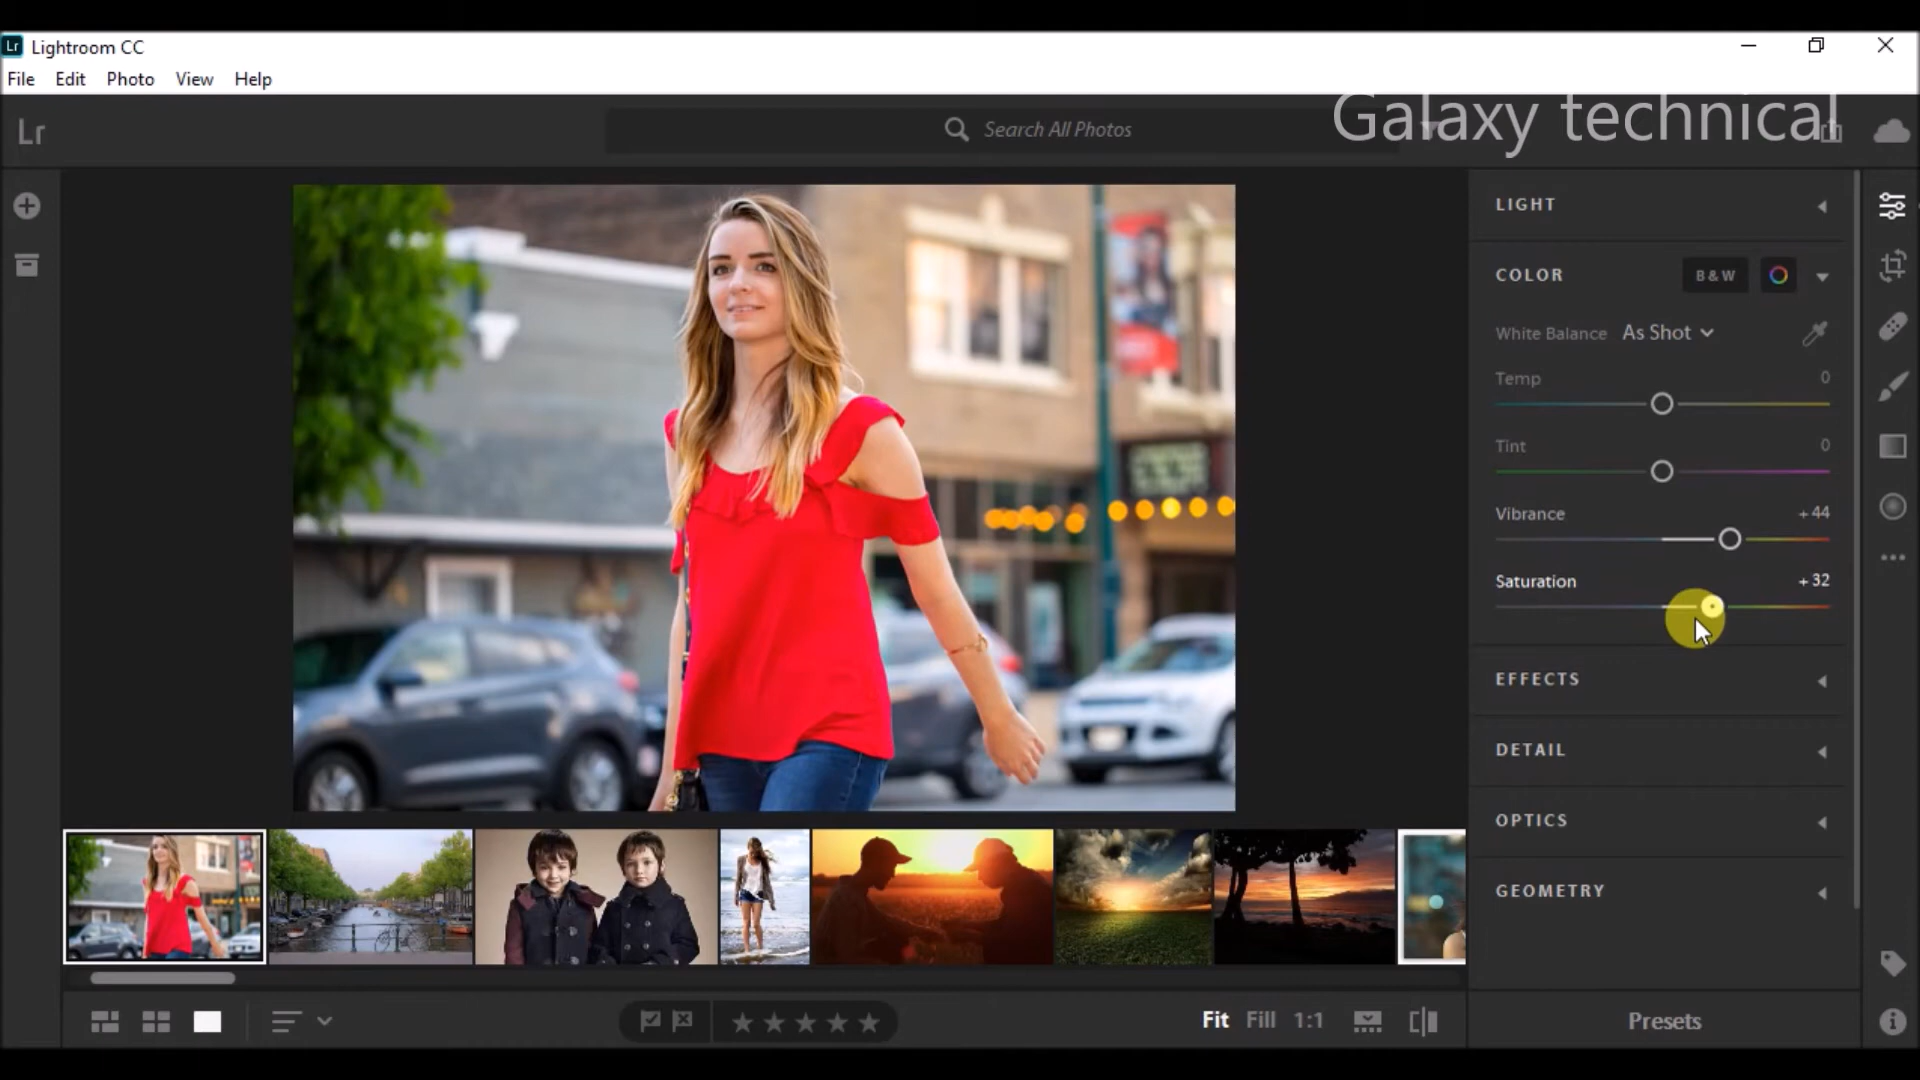 Lr Lightroom CC
File Edit Photo View Help
Galaxy technical
Lr
Search All Photos
LIGHT
COLOR
B & W
White Balance As Shot
Temp 0
Tint 0
Vibrance + 44
Saturation + 32
EFFECTS
DETAIL
OPTICS
GEOMETRY
Fit Fill 1:1
Presets